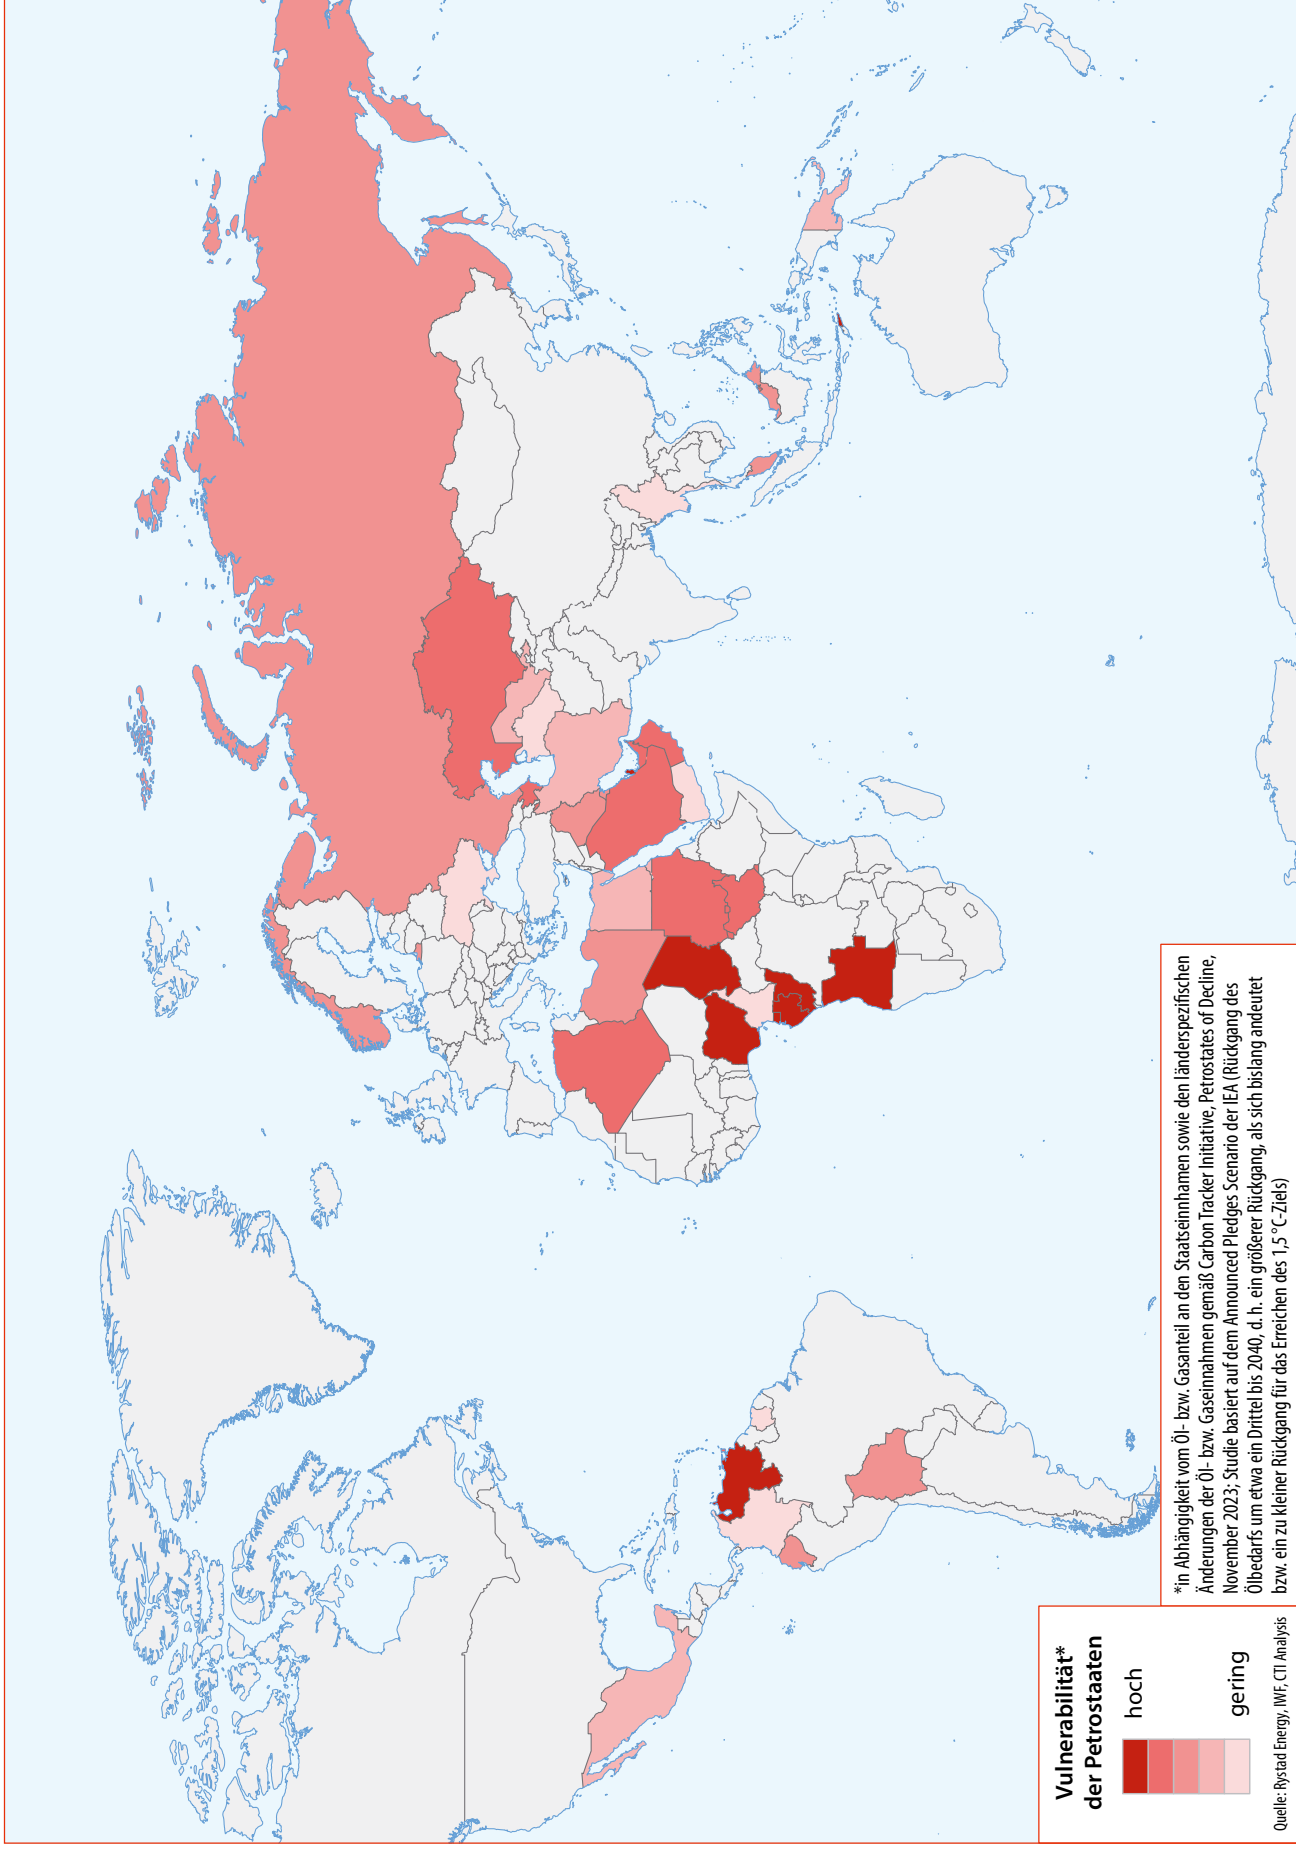 Vulnerabilität*
der Petrostaaten
hoch
gering
Quelle: Rystad Energy, IWF, CTI Analysis
*in Abhängigkeit vom Öl- bzw. Gasanteil an den Staatseinnhamen sowie den länderspezifischen
Änderungen der Öl- bzw. Gaseinnahmen gemäß Carbon Tracker Initiative, Petrostates of Decline,
November 2023; Studie basiert auf dem Announced Pledges Scenario der IEA (Rückgang des
Ölbedarfs um etwa ein Drittel bis 2040, d. h. ein größerer Rückgang, als sich bislang andeutet
bzw. ein zu kleiner Rückgang für das Erreichen des 1,5 °C-Ziels)